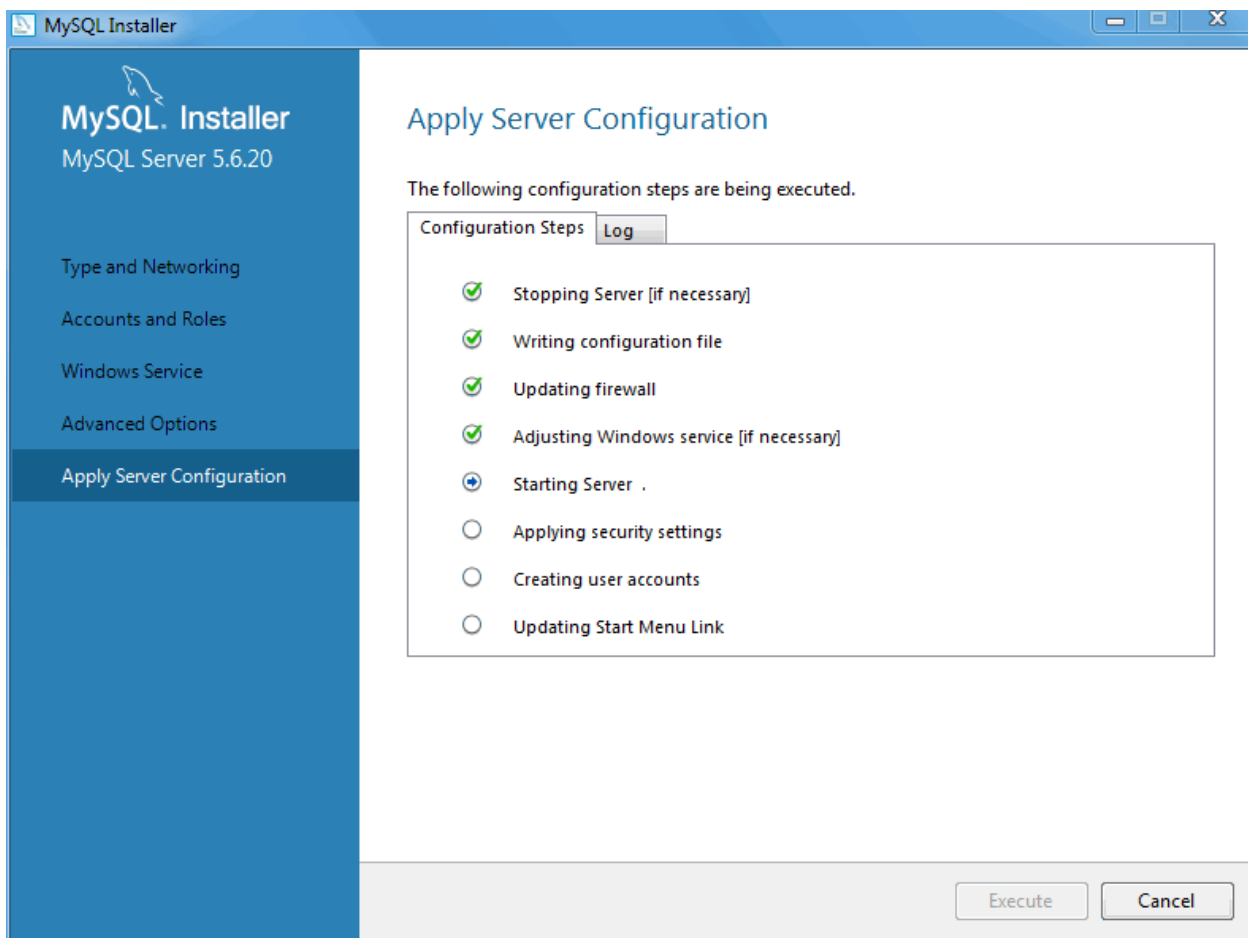 MySQL Installer
MySQL. Installer
MySQL Server 5.6.20
Type and Networking
Accounts and Roles
Windows Service
Advanced Options
Apply Server Configuration
Apply Server Configuration
The following configuration steps are being executed.
Configuration Steps Log
Stopping Server [if necessary]
Writing configuration file
Updating firewall
Adjusting Windows service [if necessary]
Starting Server .
Applying security settings
Creating user accounts
Updating Start Menu Link
Execute Cancel